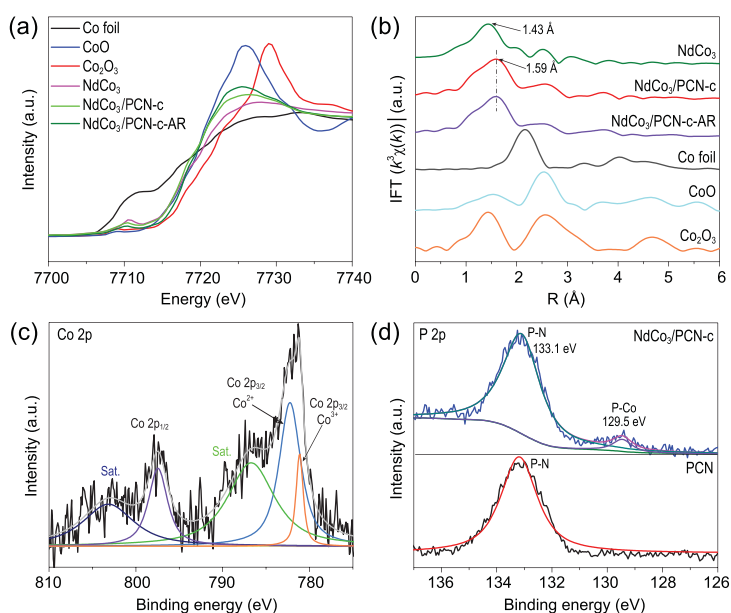 (a)
Co foil
CoO
Co₂O₃
NdCo₃
NdCo₃/PCN-c
NdCo₃/PCN-c-AR
Intensity (a.u.)
7700 7710 7720 7730 7740
Energy (eV)
(b)
1.43 Å
NdCo₃
1.59 Å
NdCo₃/PCN-c
NdCo₃/PCN-c-AR
Co foil
CoO
Co₂O₃
IFT (k³χ(k))| (a.u.)
0 1 2 3 4 5 6
R (Å)
(c)
Co 2p
Co 2p₃/₂
Co²⁺
Co 2p₃/₂
Co³⁺
Co 2p₁/₂
Sat.
Sat.
Intensity (a.u.)
810 800 790 780
Binding energy (eV)
(d)
P 2p
P-N
133.1 eV
NdCo₃/PCN-c
P-Co
129.5 eV
P-N
PCN
Intensity (a.u.)
136 134 132 130 128 126
Binding energy (eV)